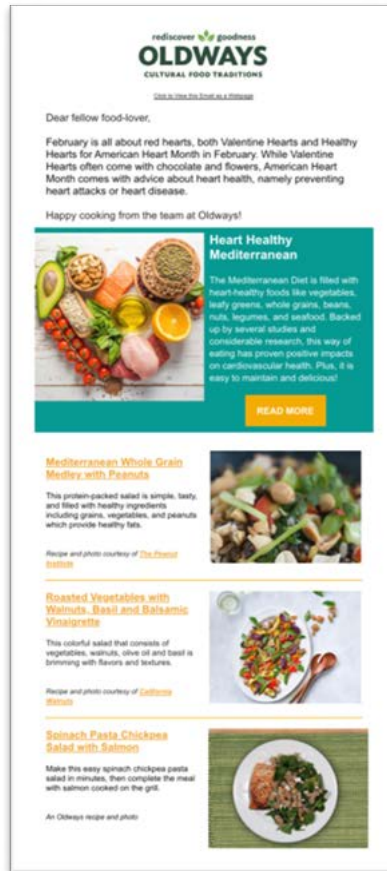 rediscover goodness
OLDWAYS
CULTURAL FOOD TRADITIONS
Click to View this Email as a Webpage
Dear fellow food-lover,
February is all about red hearts, both Valentine Hearts and Healthy
Hearts for American Heart Month in February. While Valentine
Hearts often come with chocolate and flowers, American Heart
Month comes with advice about heart health, namely preventing
heart attacks or heart disease.
Happy cooking from the team at Oldways!
Heart Healthy
Mediterranean
The Mediterranean Diet is filled with
heart-healthy foods like vegetables,
leafy greens, whole grains, beans,
nuts, legumes, and seafood. Backed
up by several studies and
considerable research, this way of
eating has proven positive impacts
on cardiovascular health. Plus, it is
easy to maintain and delicious!
READ MORE
Mediterranean Whole Grain
Medley with Peanuts
This protein-packed salad is simple, tasty,
and filled with healthy ingredients
including grains, vegetables, and peanuts
which provide healthy fats.
Recipe and photo courtesy of The Peanut
Institute
Roasted Vegetables with
Walnuts, Basil and Balsamic
Vinaigrette
This colorful salad that consists of
vegetables, walnuts, olive oil and basil is
brimming with flavors and textures.
Recipe and photo courtesy of California
Walnuts
Spinach Pasta Chickpea
Salad with Salmon
Make this easy spinach chickpea pasta
salad in minutes, then complete the meal
with salmon cooked on the grill.
An Oldways recipe and photo